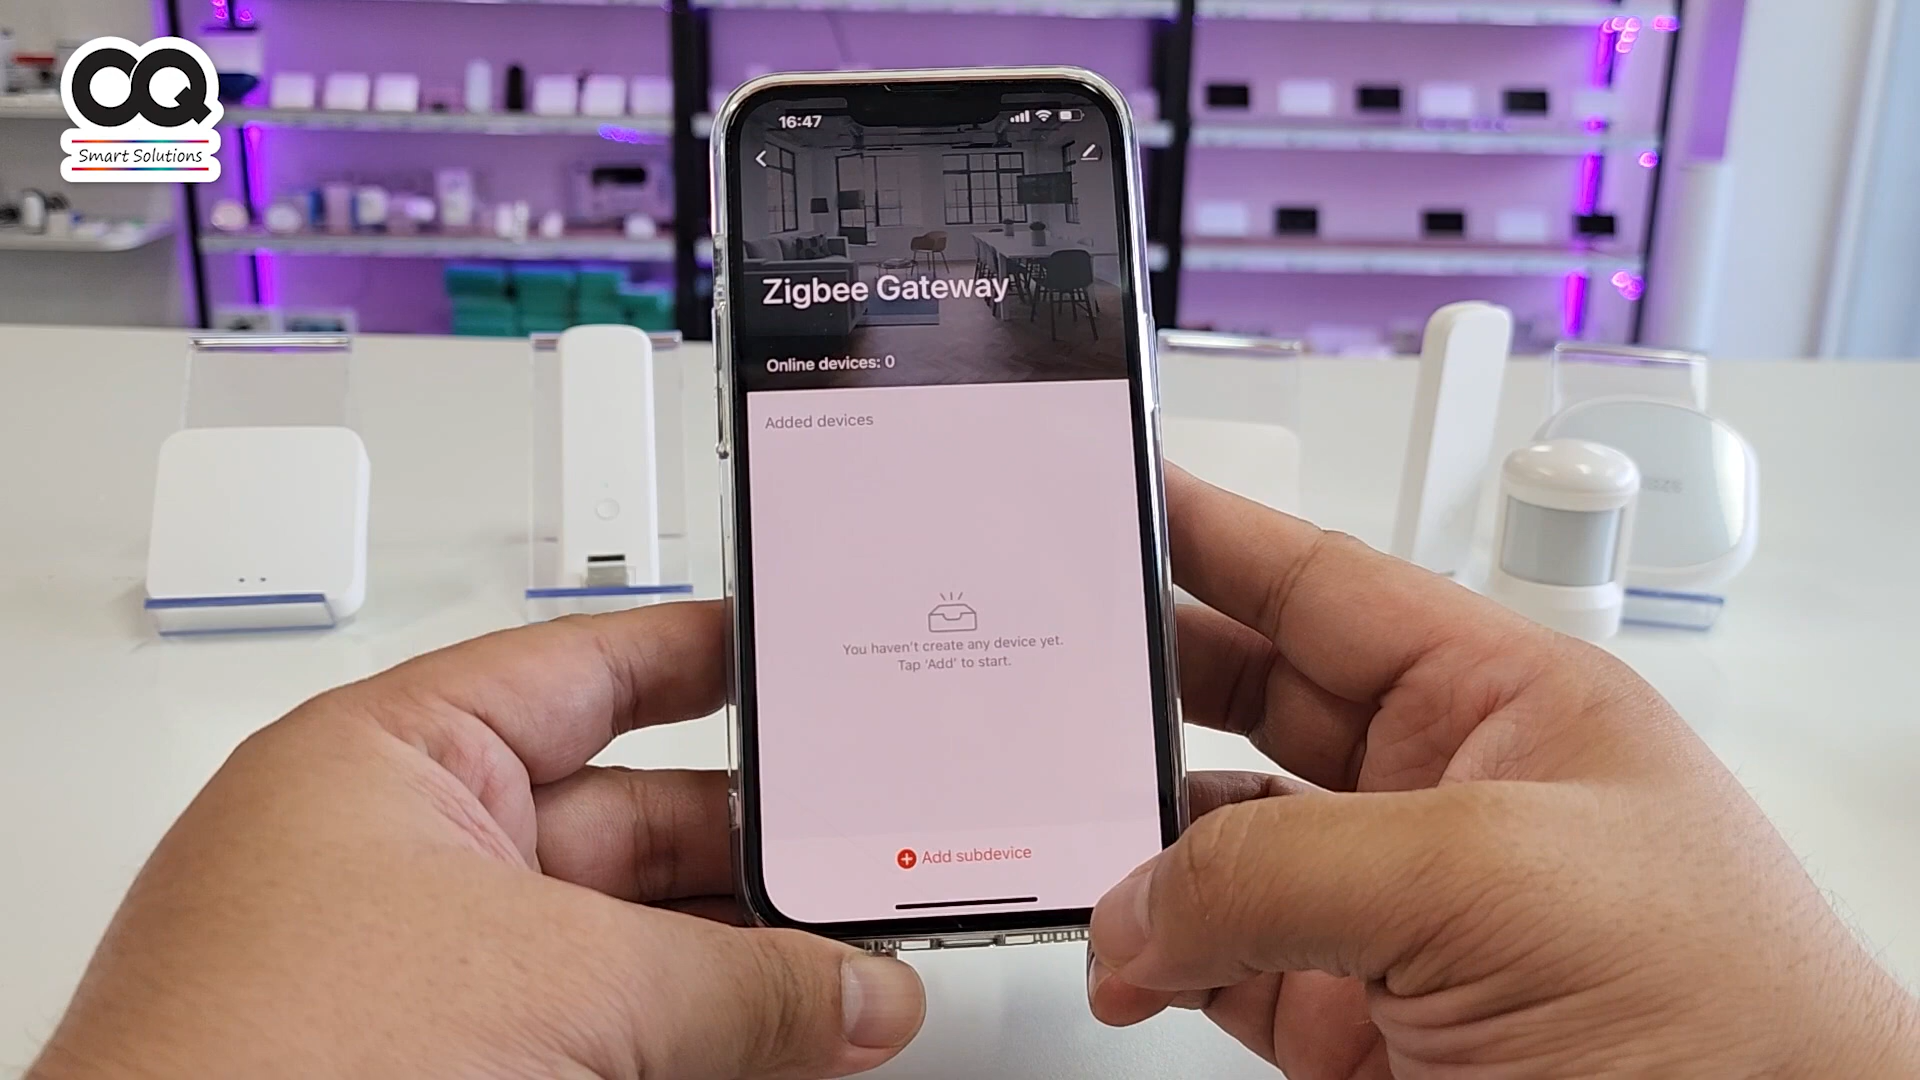 OQ
Smart Solutions
16:47
Zigbee Gateway
Online devices: 0
Added devices
You haven't create any device yet.
Tap 'Add' to start.
Add subdevice